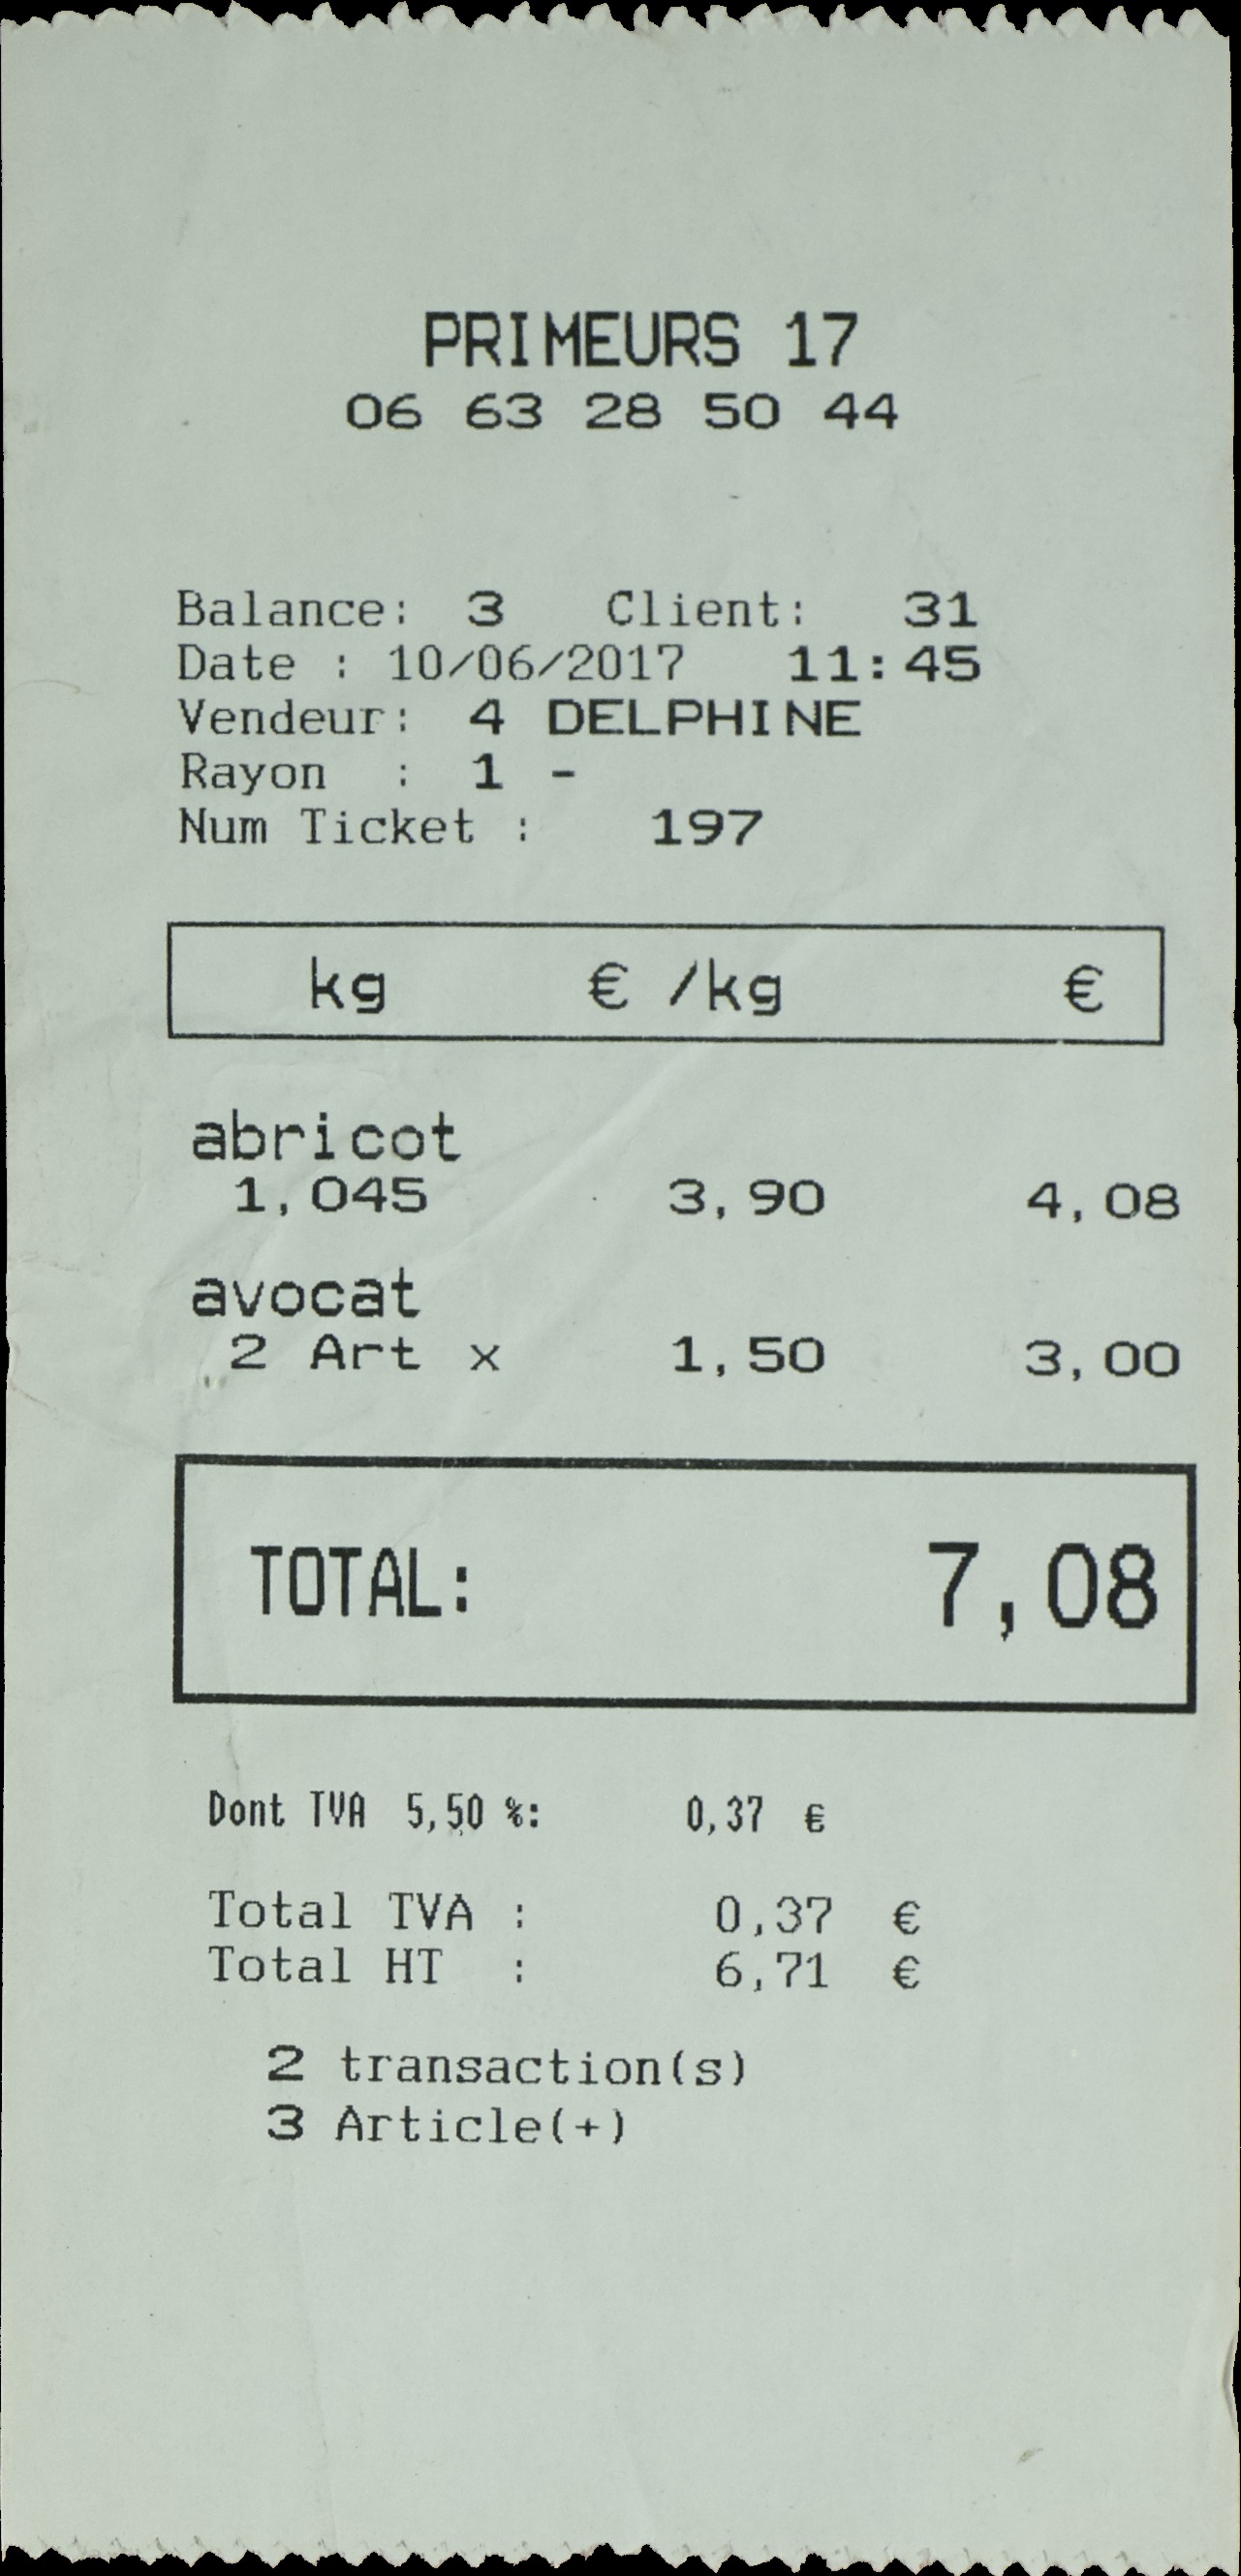 PRIMEURS 17
06 63 28 50 44
Balance: 3 Client: 31
Date : 10/06/2017 11:45
Vendeur: 4 DELPHINE
Rayon : 1 -
Num Ticket : 197
kg € /kg €
abricot
1,045 3,90 4,08
avocat
2 Art x 1,50 3,00
TOTAL: 7,08
Dont TVA 5,50 %: 0,37 €
Total TVA : 0,37 €
Total HT : 6,71 €
2 transaction(s)
3 Article(+)